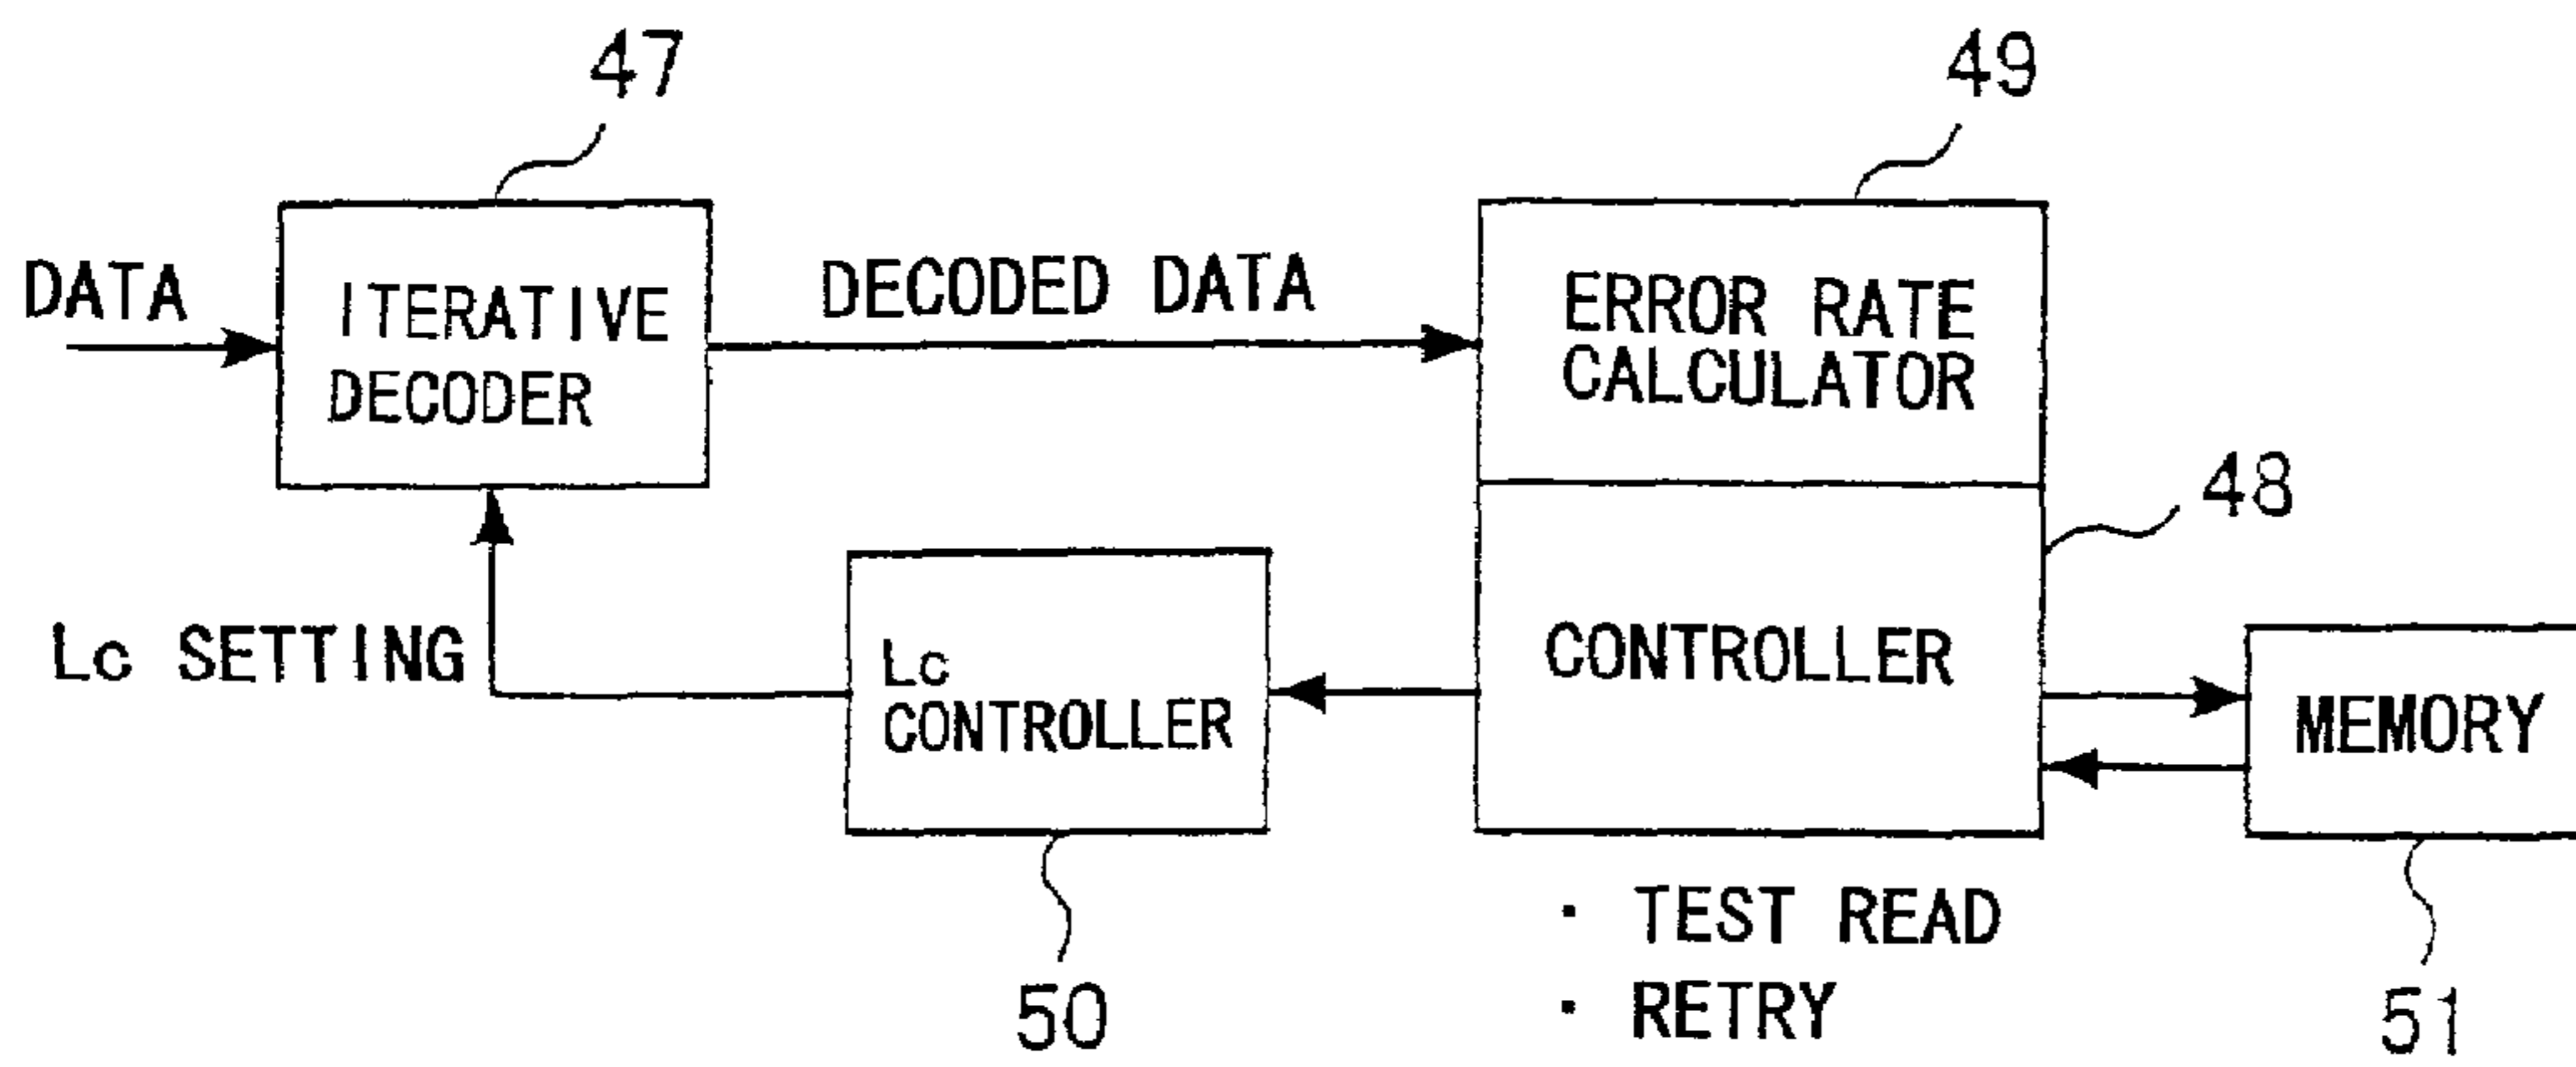 47
49
DATA
ITERATIVE
DECODER
DECODED DATA
ERROR RATE
CALCULATOR
48
Lc SETTING
Lc
CONTROLLER
CONTROLLER
MEMORY
· TEST READ
· RETRY
50
51